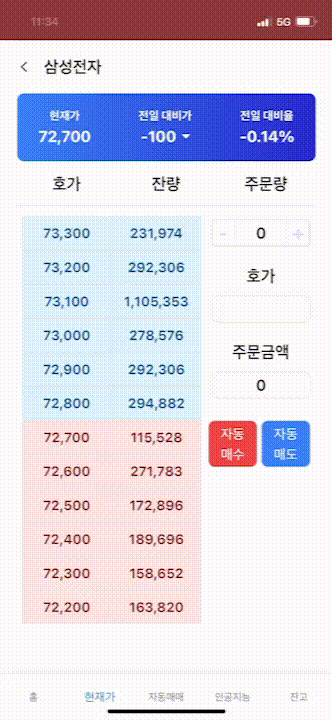 11:34 5G
삼성전자
현재가 전일 대비가 전일 대비율
72,700 -100 -0.14%
호가 잔량 주문량
73,300 231,974 - 0 +
73,200 292,306
호가
73,100 1,105,353
73,000 278,576
주문금액
72,900 292,306
72,800 294,882 0
72,700 115,528 자동 매수 자동 매도
72,600 271,783
72,500 172,896
72,400 189,696
72,300 158,652
72,200 163,820
홈 현재가 자동매매 인공지능 잔고